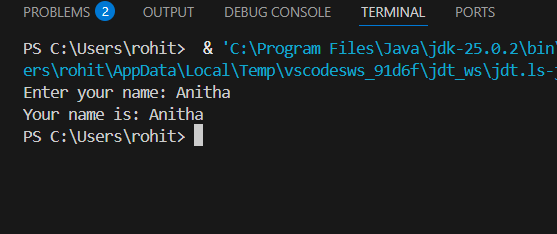 PROBLEMS 2 OUTPUT DEBUG CONSOLE TERMINAL PORTS
PS C:\Users\rohit>  & 'C:\Program Files\Java\jdk-25.0.2\bin\
ers\rohit\AppData\Local\Temp\vscodesws_91d6f\jdt_ws\jdt.ls-
Enter your name: Anitha
Your name is: Anitha
PS C:\Users\rohit>